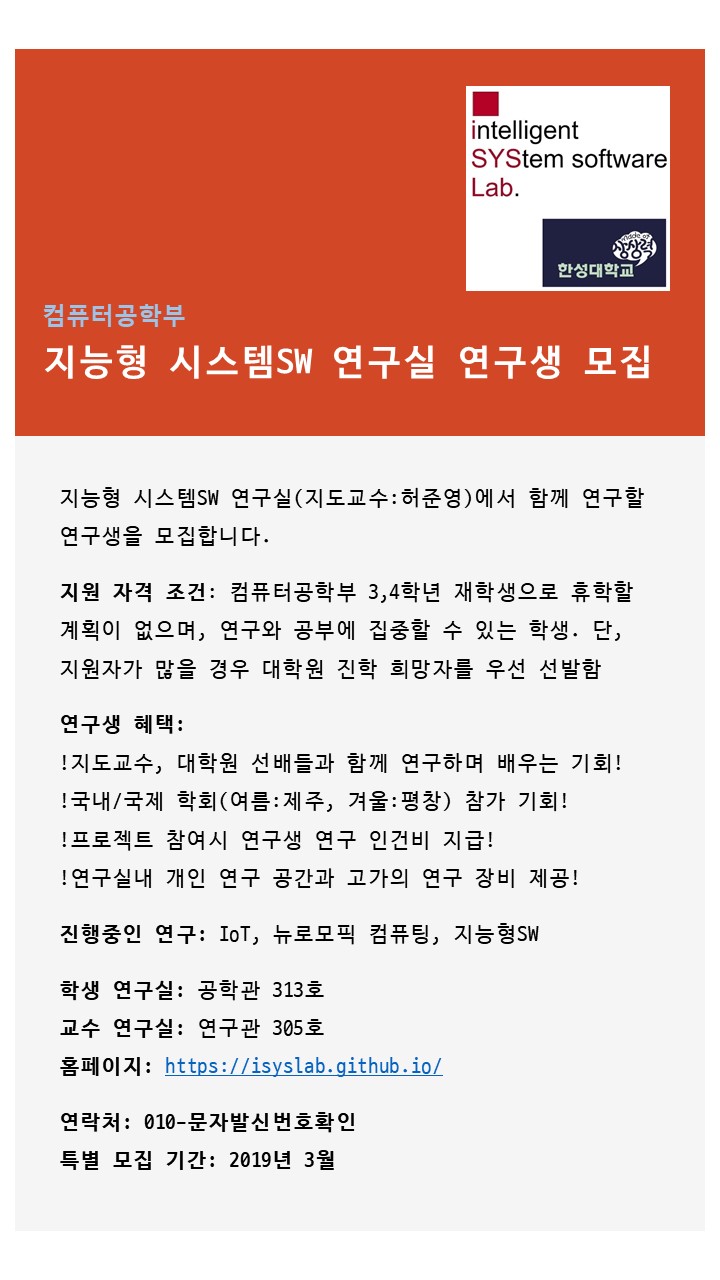 intelligent
SYStem software
Lab.
made of
상상력
한성대학교
컴퓨터공학부
지능형 시스템SW 연구실 연구생 모집
지능형 시스템SW 연구실(지도교수:허준영)에서 함께 연구할
연구생을 모집합니다.
지원 자격 조건: 컴퓨터공학부 3,4학년 재학생으로 휴학할
계획이 없으며, 연구와 공부에 집중할 수 있는 학생. 단,
지원자가 많을 경우 대학원 진학 희망자를 우선 선발함
연구생 혜택:
!지도교수, 대학원 선배들과 함께 연구하며 배우는 기회!
!국내/국제 학회(여름:제주, 겨울:평창) 참가 기회!
!프로젝트 참여시 연구생 연구 인건비 지급!
!연구실내 개인 연구 공간과 고가의 연구 장비 제공!
진행중인 연구: IoT, 뉴로모픽 컴퓨팅, 지능형SW
학생 연구실: 공학관 313호
교수 연구실: 연구관 305호
홈페이지: https://isyslab.github.io/
연락처: 010-문자발신번호확인
특별 모집 기간: 2019년 3월